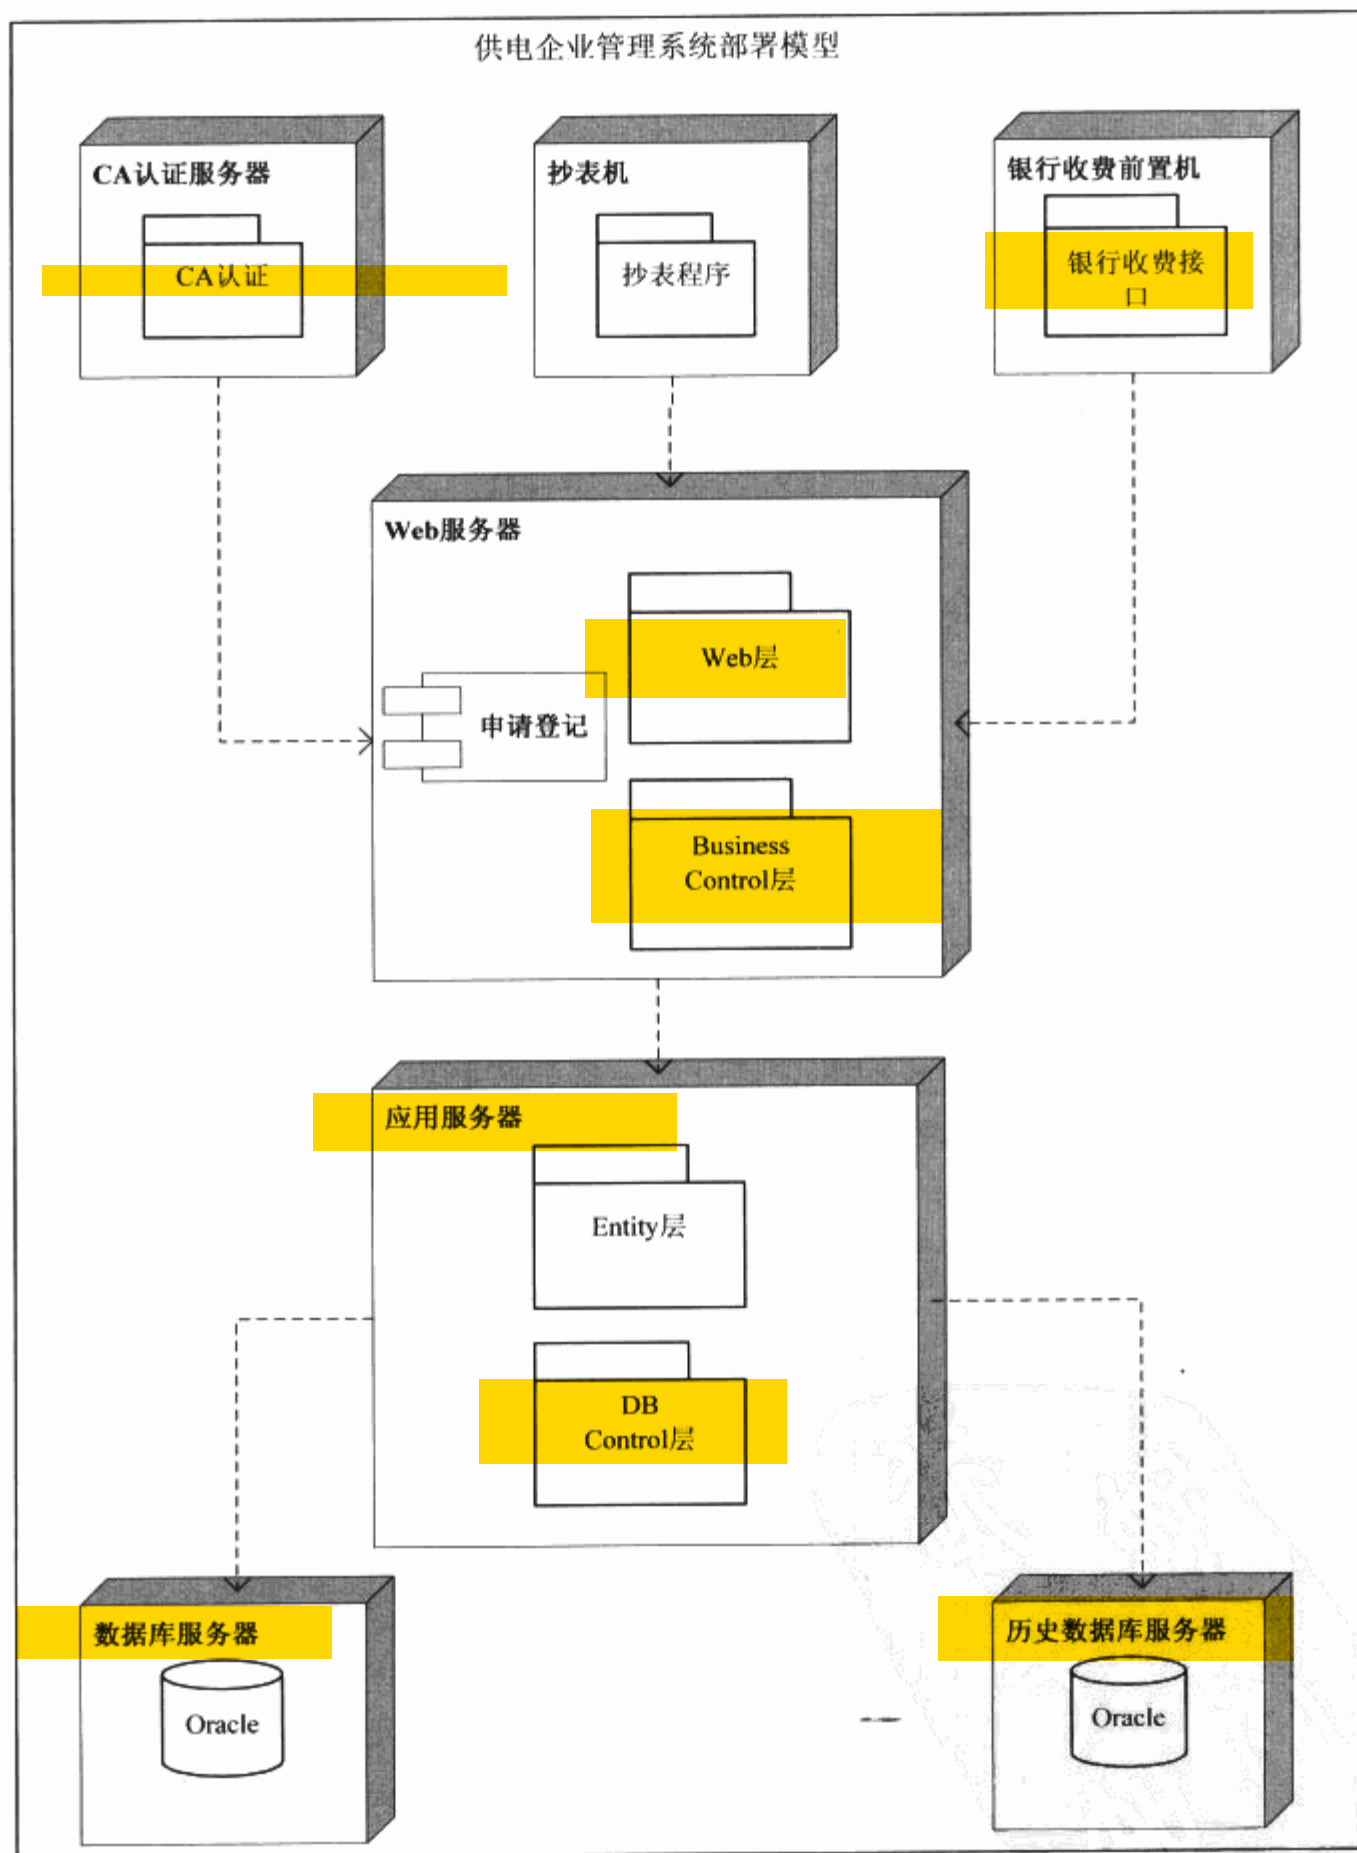 供电企业管理系统部署模型
CA认证服务器
CA认证
抄表机
抄表程序
银行收费前置机
银行收费接
口
Web服务器
Web层
申请登记
Business
Control层
应用服务器
Entity层
DB
Control层
数据库服务器
Oracle
历史数据库服务器
Oracle